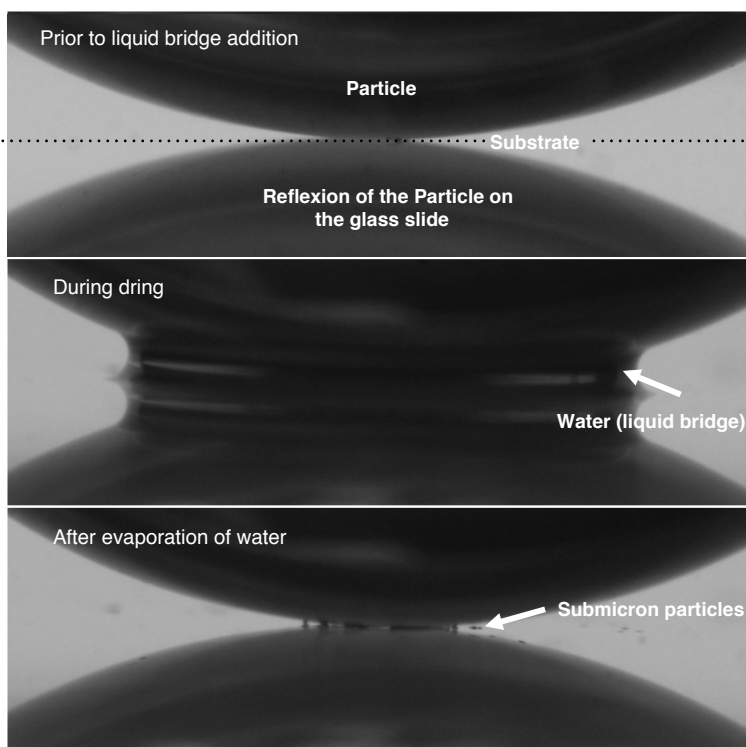 Prior to liquid bridge addition
Particle
Substrate
Reflexion of the Particle on
the glass slide
During dring
Water (liquid bridge)
After evaporation of water
Submicron particles